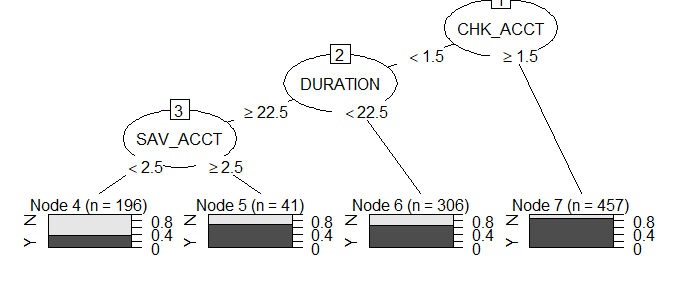 1
CHK_ACCT
2
< 1.5
≥ 1.5
DURATION
3
≥ 22.5
< 22.5
SAV_ACCT
< 2.5
≥ 2.5
Node 4 (n = 196)
Node 5 (n = 41)
Node 6 (n = 306)
Node 7 (n = 457)
Y N
0.8
0.4
0
Y N
0.8
0.4
0
Y N
0.8
0.4
0
Y N
0.8
0.4
0